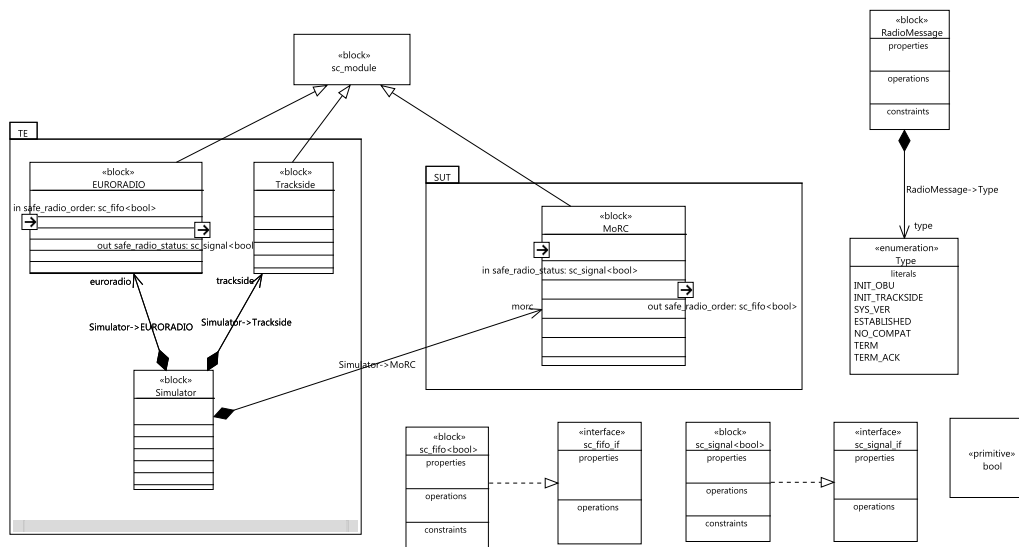 «block»
sc_module
«block»
RadioMessage
properties
operations
constraints
RadioMessage->Type
type
«enumeration»
Type
literals
INIT_OBU
INIT_TRACKSIDE
SYS_VER
ESTABLISHED
NO_COMPAT
TERM
TERM_ACK
TE
«block»
EURORADIO
in safe_radio_order: sc_fifo<bool>
out safe_radio_status: sc_signal<bool
«block»
Trackside
euroradio
trackside
Simulator->EURORADIO
Simulator->Trackside
«block»
Simulator
Simulator->MoRC
SUT
«block»
MoRC
in safe_radio_status: sc_signal<bool>
out safe_radio_order: sc_fifo<bool>
morc
«block»
sc_fifo<bool>
properties
operations
constraints
«interface»
sc_fifo_if
properties
operations
«block»
sc_signal<bool>
properties
operations
constraints
«interface»
sc_signal_if
properties
operations
«primitive»
bool